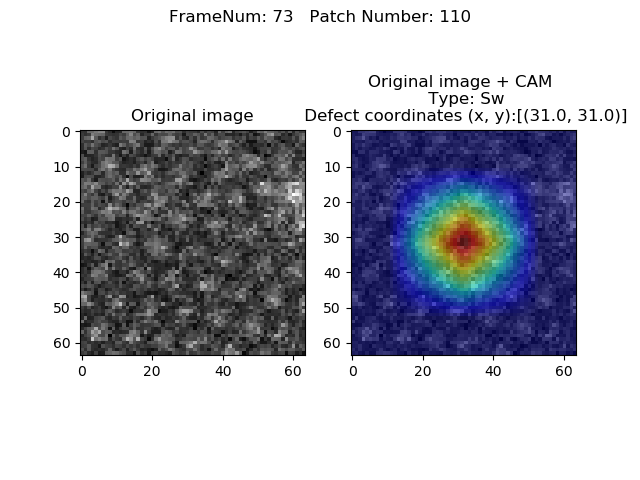 FrameNum: 73   Patch Number: 110
Original image
Original image + CAM
Type: Sw
Defect coordinates (x, y):[(31.0, 31.0)]
0
10
20
30
40
50
60
0 20 40 60
0
10
20
30
40
50
60
0 20 40 60